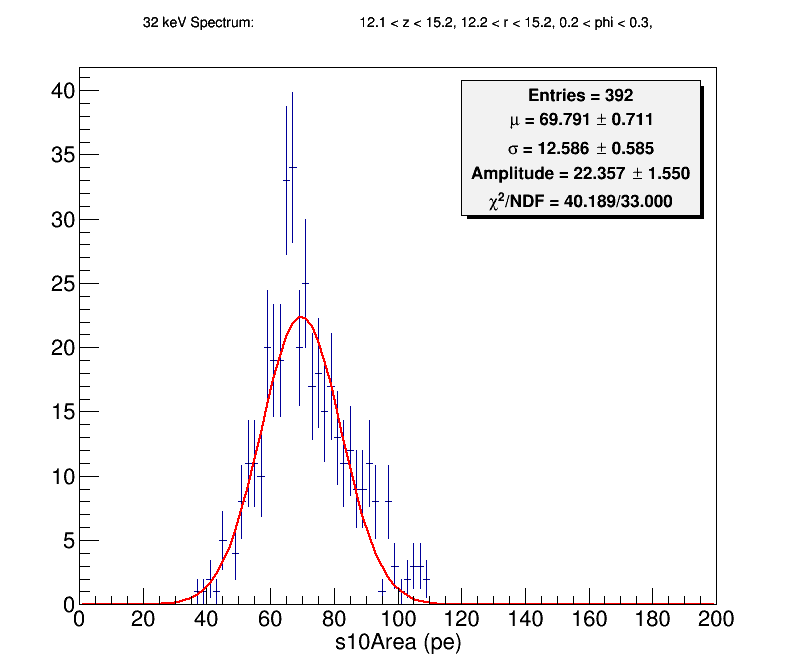 32 keV Spectrum: 12.1 < z < 15.2, 12.2 < r < 15.2, 0.2 < phi < 0.3,
Entries = 392
μ = 69.791 ± 0.711
σ = 12.586 ± 0.585
Amplitude = 22.357 ± 1.550
χ²/NDF = 40.189/33.000
40
35
30
25
20
15
10
5
0
0 20 40 60 80 100 120 140 160 180 200
s10Area (pe)